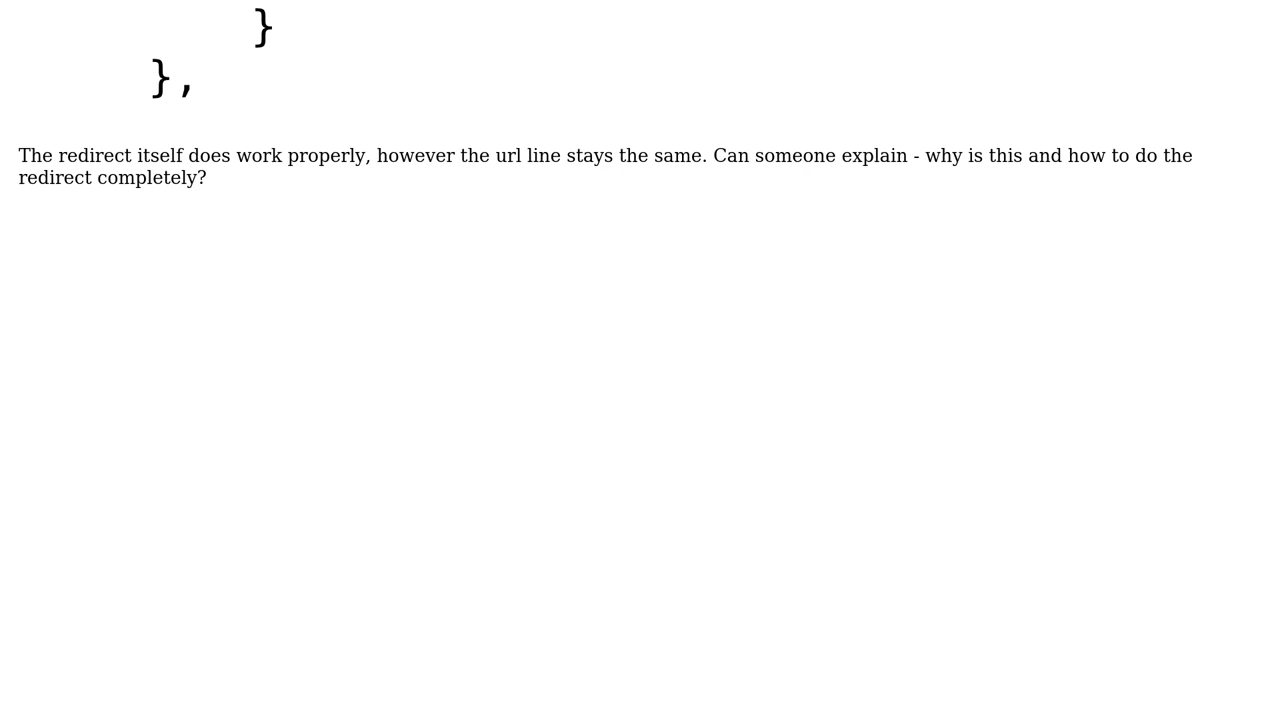 }
},
The redirect itself does work properly, however the url line stays the same. Can someone explain - why is this and how to do the
redirect completely?